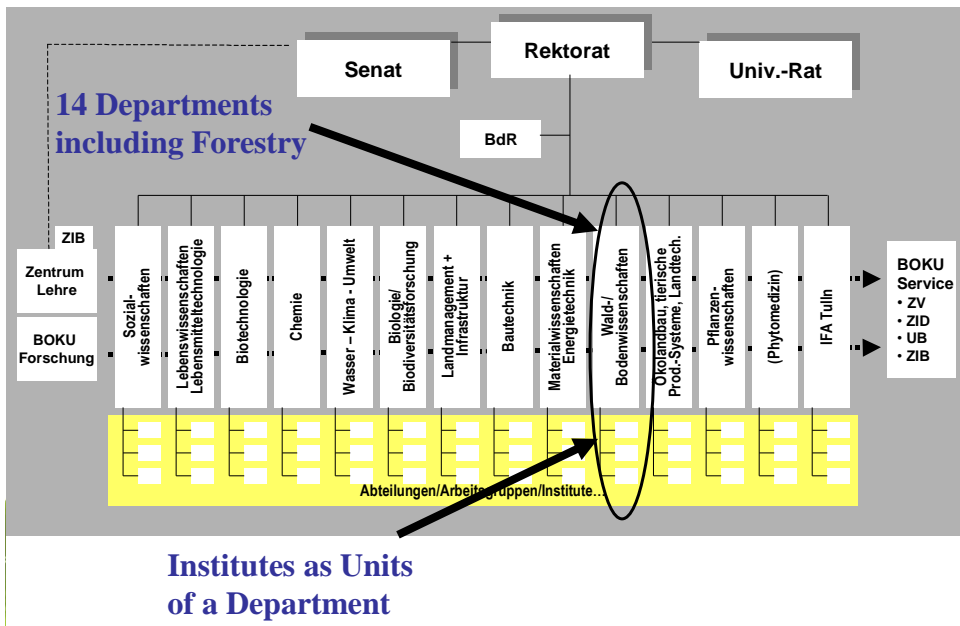 Senat
Rektorat
Univ.-Rat
14 Departments
including Forestry
BdR
ZIB
Zentrum
Lehre
BOKU
Forschung
Sozial-
wissenschaften
Lebenswissenschaften
Lebensmitteltechnologie
Biotechnologie
Chemie
Wasser – Klima - Umwelt
Biologie/
Biodiversitätsforschung
Landmanagement +
Infrastruktur
Bautechnik
Materialwissenschaften
Energietechnik
Wald-/
Bodenwissenschaften
Ökolandbau, tierische
Prod.-Systeme, Landtech.
Pflanzen-
wissenschaften
(Phytomedizin)
IFA Tulln
BOKU
Service
• ZV
• ZID
• UB
• ZIB
Abteilungen/Arbeitsgruppen/Institute…
Institutes as Units
of a Department